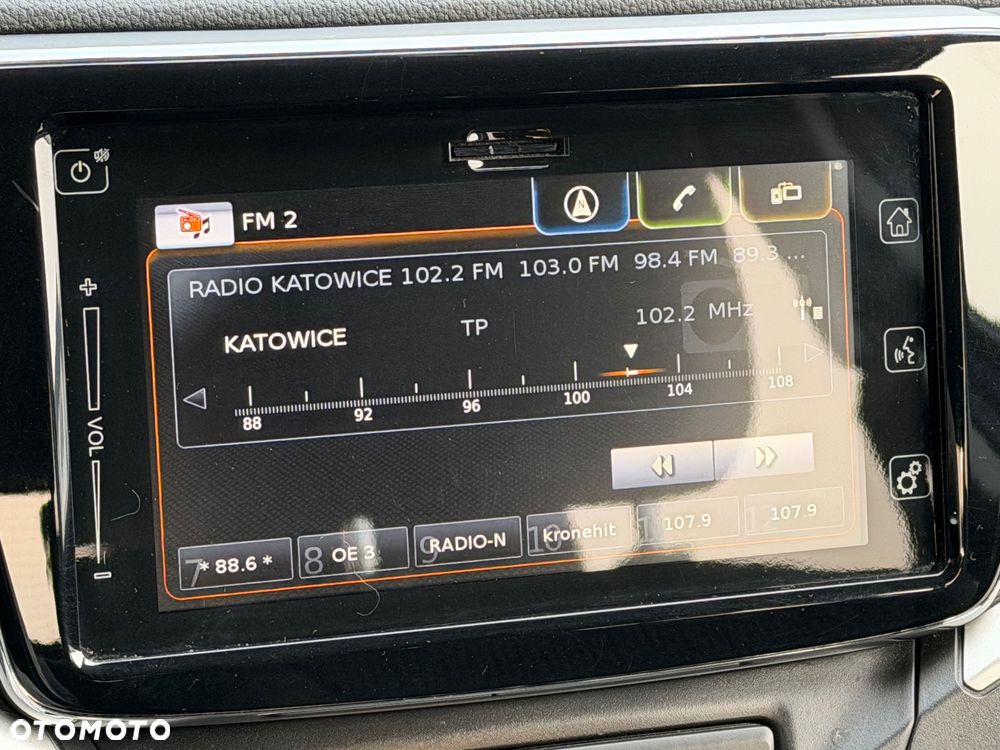 FM 2
RADIO KATOWICE 102.2 FM 103.0 FM 98.4 FM 89.3 ...
KATOWICE TP 102.2 MHz
88 92 96 100 104 108
VOL
7 * 88.6 * 8 OE 3 9 RADIO-N 10 kronehit 11 107.9 12 107.9
OTOMOTO